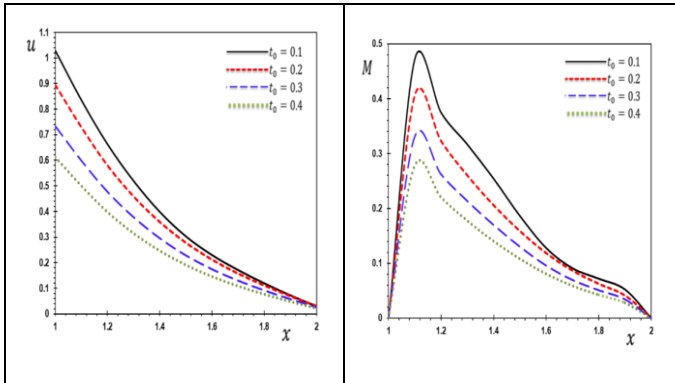 u
1.1
1
0.9
0.8
0.7
0.6
0.5
0.4
0.3
0.2
0.1
0
1 1.2 1.4 1.6 1.8 2
x
t₀ = 0.1
t₀ = 0.2
t₀ = 0.3
t₀ = 0.4
M
0.5
0.4
0.3
0.2
0.1
0
1 1.2 1.4 1.6 1.8 2
x
t₀ = 0.1
t₀ = 0.2
t₀ = 0.3
t₀ = 0.4